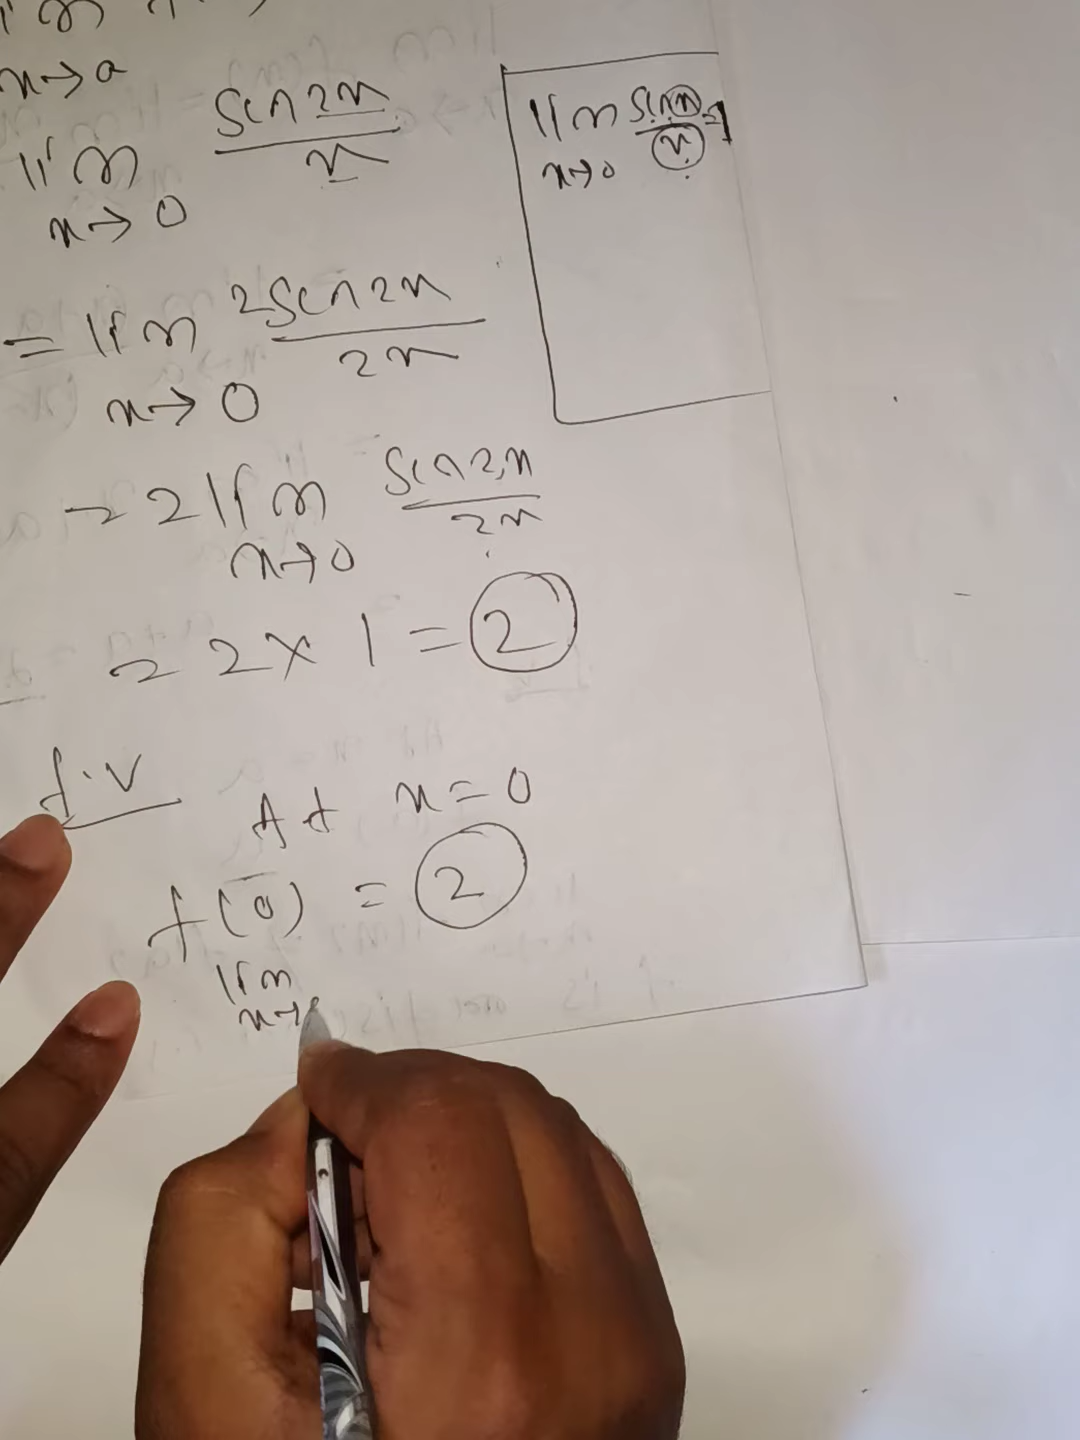 lim
x→a
lim sin2x/x
x→0
lim sinx/x = 1
x→0
= lim 2sin2x/2x
x→0
= 2 lim sin2x/2x
x→0
= 2 × 1 = 2
f.v
At x = 0
f(0) = 2
lim
x→